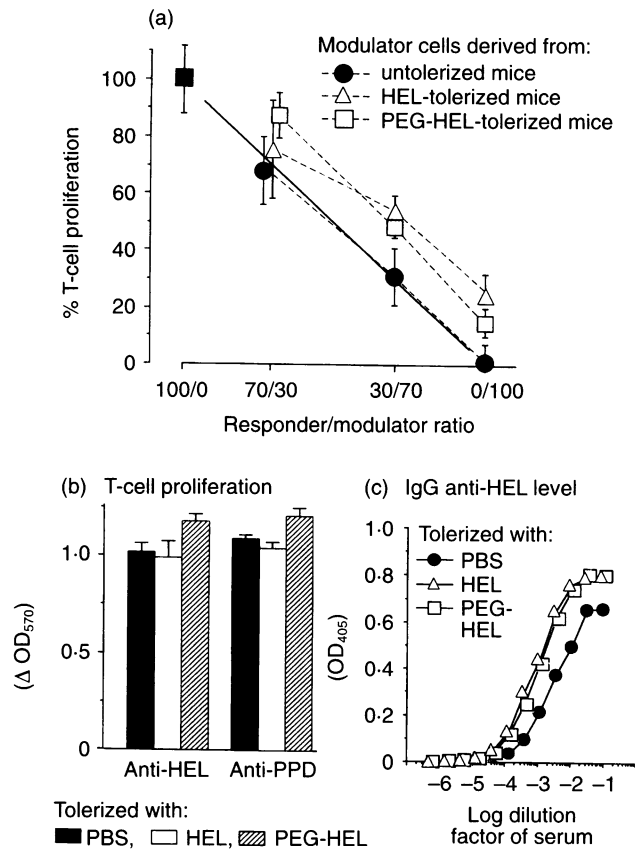 (a)
Modulator cells derived from:
untolerized mice
HEL-tolerized mice
PEG-HEL-tolerized mice
% T-cell proliferation
100
80
60
40
20
0
100/0 70/30 30/70 0/100
Responder/modulator ratio
(b) T-cell proliferation
(Δ OD570)
1·0
0·5
0
Anti-HEL Anti-PPD
Tolerized with:
PBS, HEL, PEG-HEL
(c) IgG anti-HEL level
Tolerized with:
PBS
HEL
PEG-
HEL
(OD405)
1·0
0·8
0·6
0·4
0·2
0
−6 −5 −4 −3 −2 −1
Log dilution
factor of serum